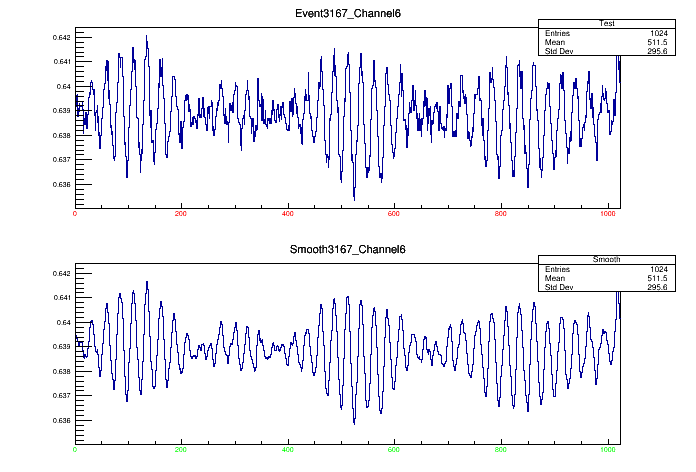 Event3167_Channel6
Test
Entries 1024
Mean 511.5
Std Dev 295.6
0.642
0.641
0.64
0.639
0.638
0.637
0.636
0 200 400 600 800 1000
Smooth3167_Channel6
Smooth
Entries 1024
Mean 511.5
Std Dev 295.6
0.642
0.641
0.64
0.639
0.638
0.637
0.636
0 200 400 600 800 1000